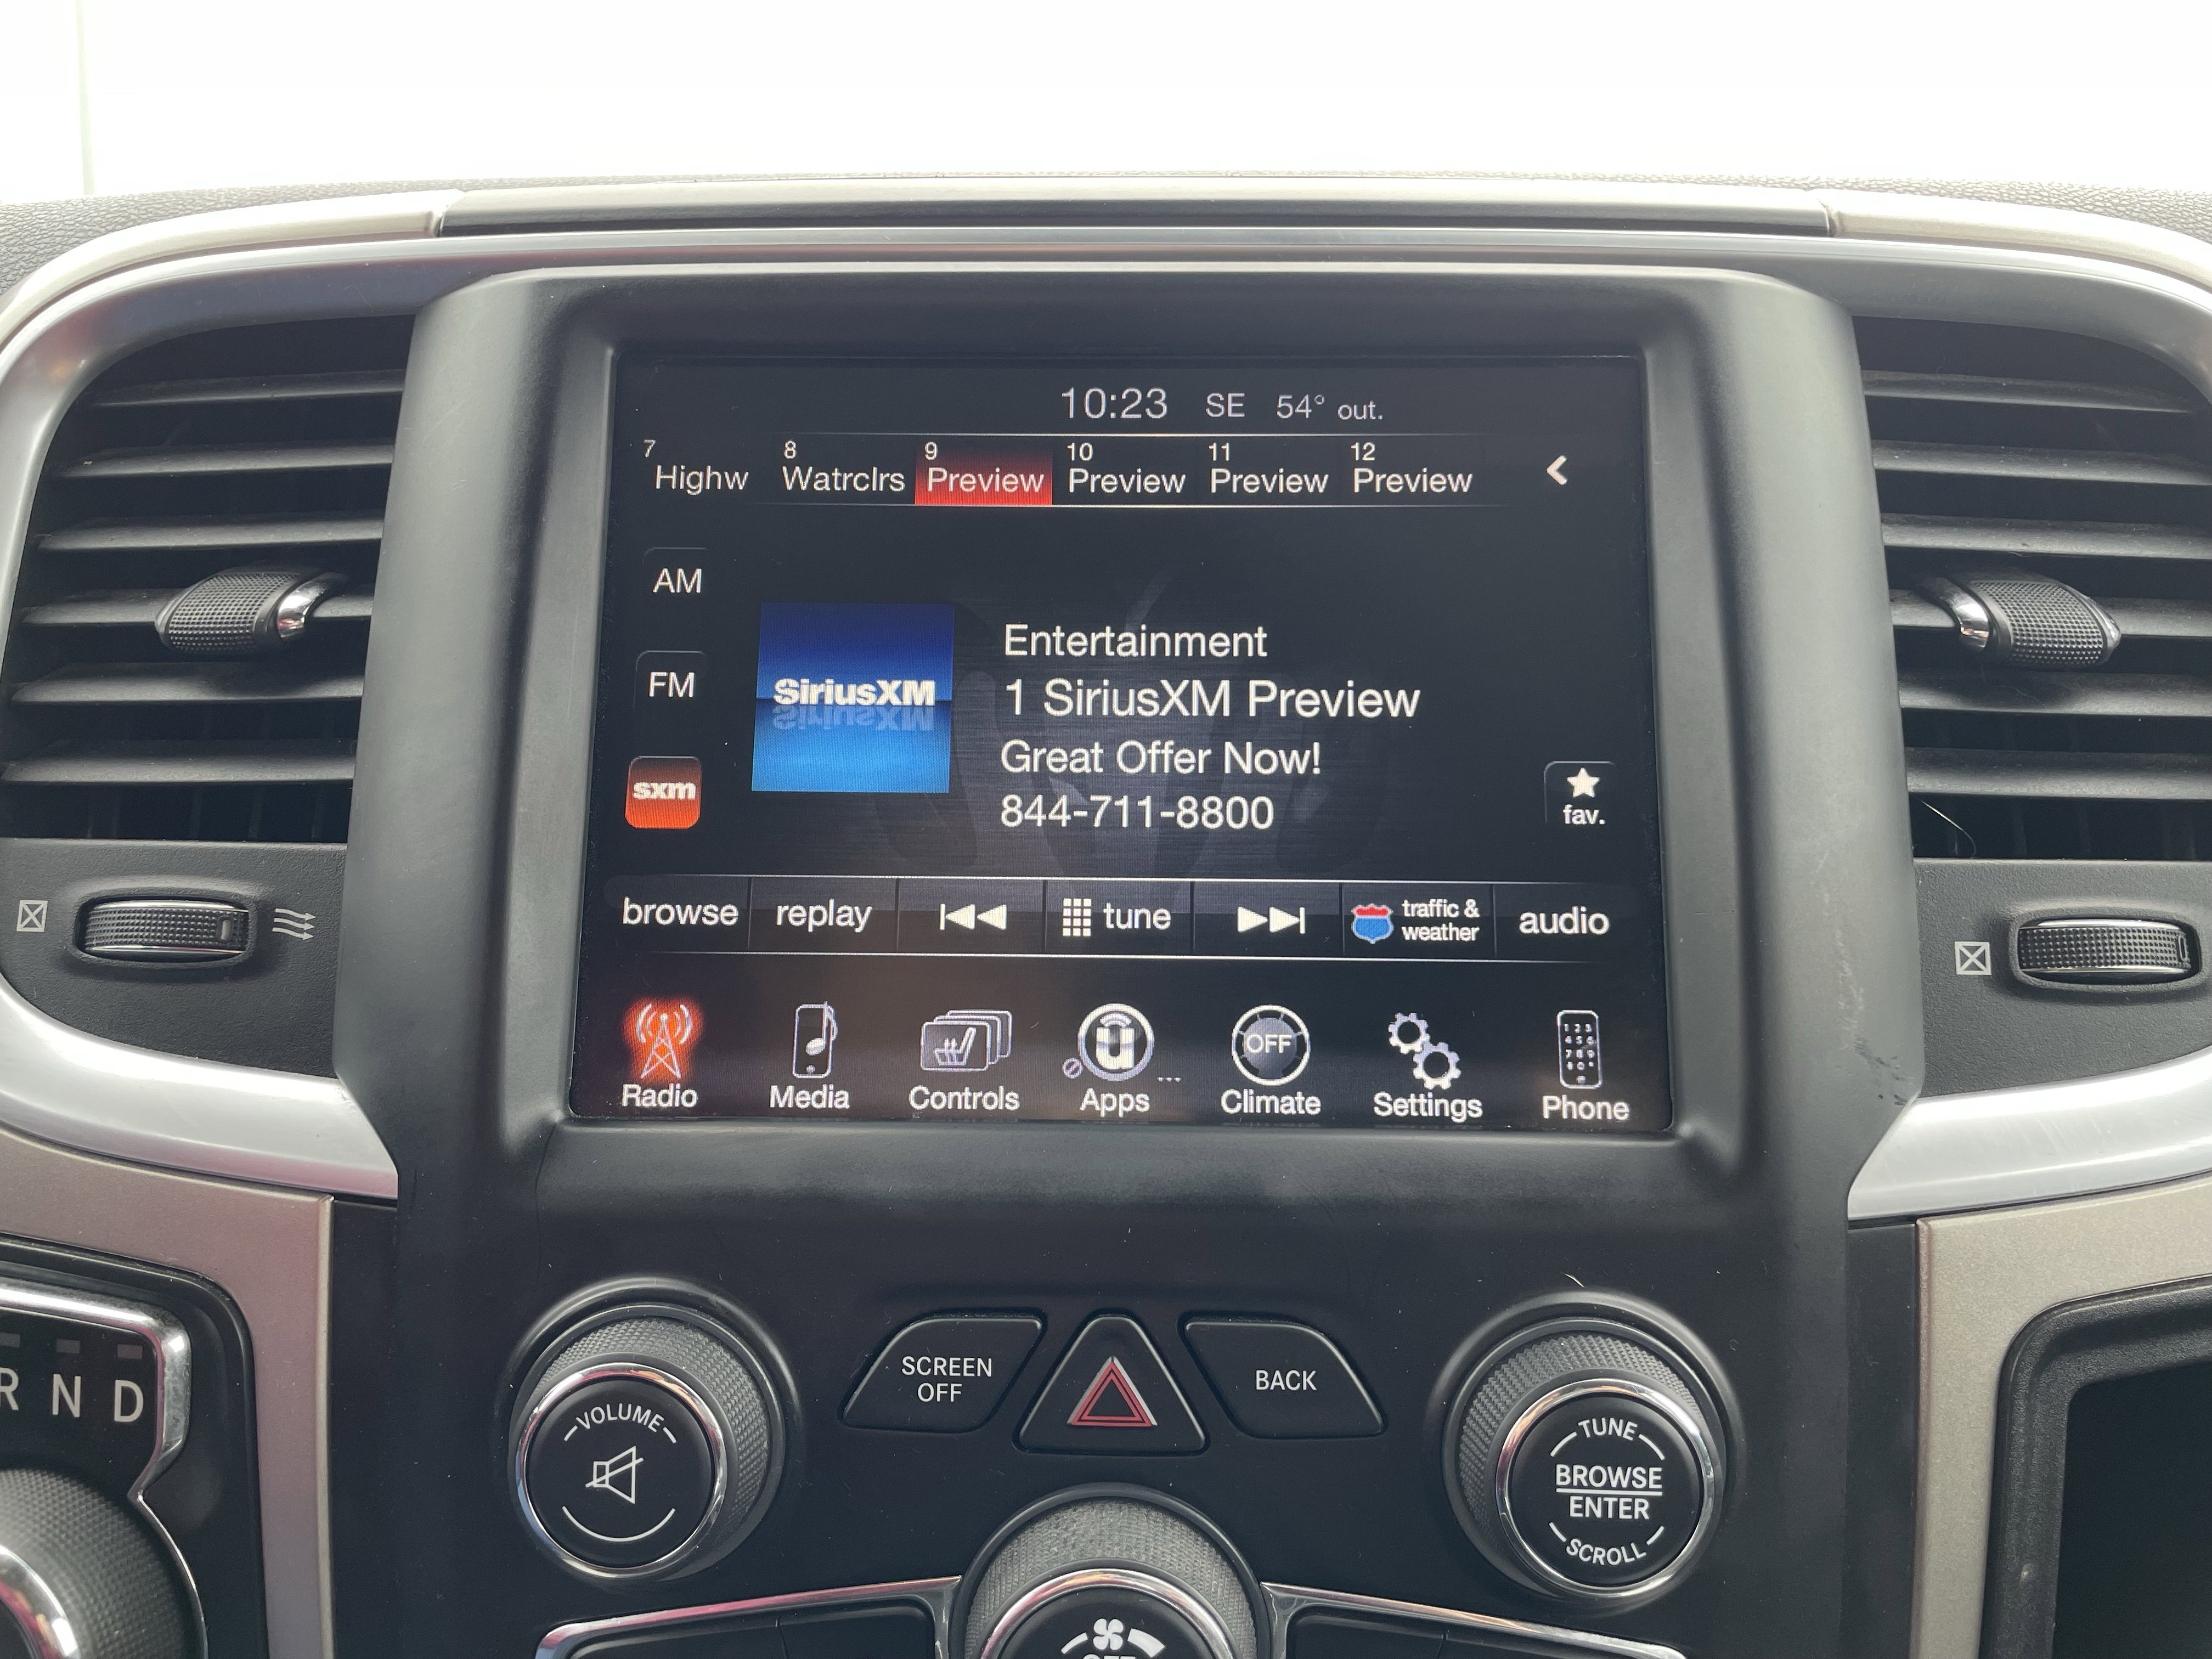 10:23 SE 54° out.
7 8 9 10 11 12
Highw Watrclrs Preview Preview Preview Preview
AM
FM
sxm
SiriusXM
Entertainment
1 SiriusXM Preview
Great Offer Now!
844-711-8800
fav.
browse replay tune traffic & weather audio
OFF
Radio Media Controls Apps Climate Settings Phone
R N D
VOLUME
SCREEN OFF
BACK
TUNE
BROWSE
ENTER
SCROLL